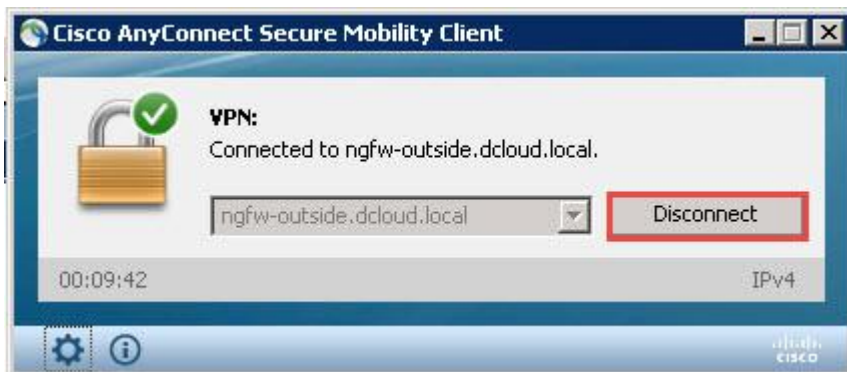 Cisco AnyConnect Secure Mobility Client
VPN:
Connected to ngfw-outside.dcloud.local.
ngfw-outside.dcloud.local
Disconnect
00:09:42
IPv4
CISCO